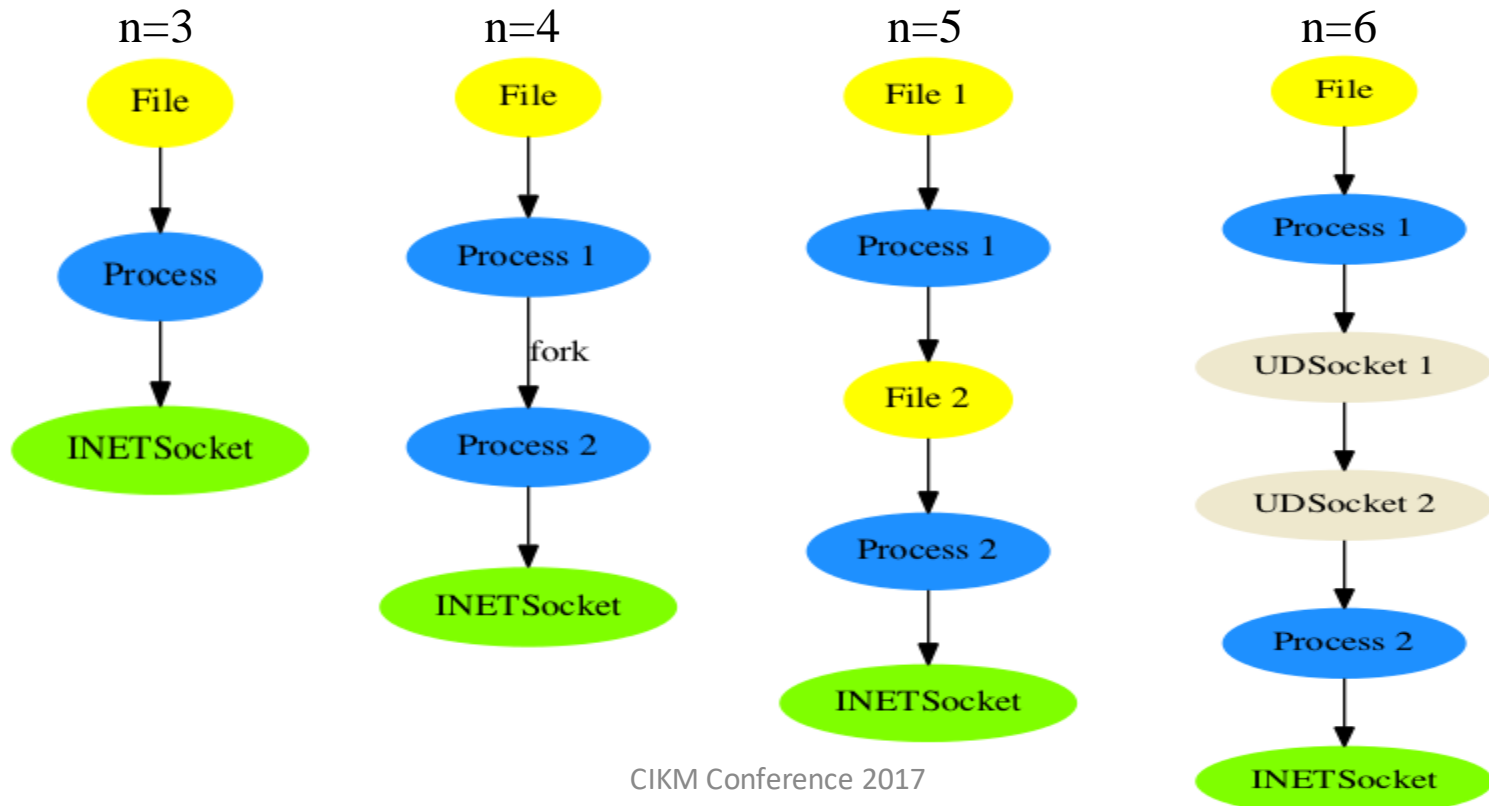 n=3
File
Process
INETSocket
n=4
File
Process 1
fork
Process 2
INETSocket
n=5
File 1
Process 1
File 2
Process 2
INETSocket
n=6
File
Process 1
UDSocket 1
UDSocket 2
Process 2
INETSocket
CIKM Conference 2017